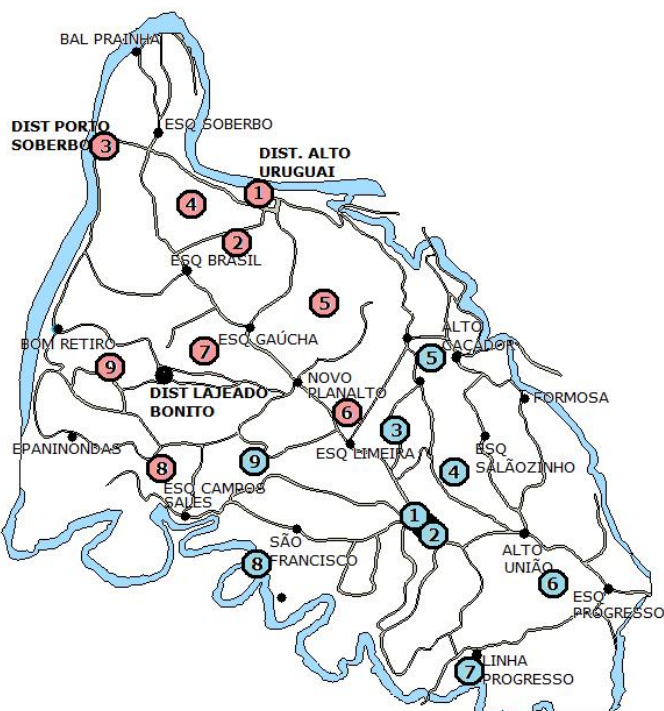 BAL PRAINHA
DIST PORTO
SOBERBO
3
ESQ SOBERBO
DIST. ALTO
URUGUAI
1
4
2
ESQ BRASIL
5
BOM RETIRO
7
ESQ GAÚCHA
ALTO
CAÇADOR
5
9
DIST LAJEADO
BONITO
NOVO
PLANALTO
FORMOSA
6
3
EPANINONDAS
ESQ LIMEIRA
ESQ
SALÃOZINHO
8
9
4
ESQ CAMPOS
SALES
1
2
SÃO
FRANCISCO
ALTO
UNIÃO
8
6
ESQ
PROGRESSO
7
LINHA
PROGRESSO